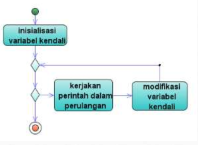 inisialisasi
variabel kendali
kerjakan
perintah dalam
perulangan
modifikasi
variabel
kendali